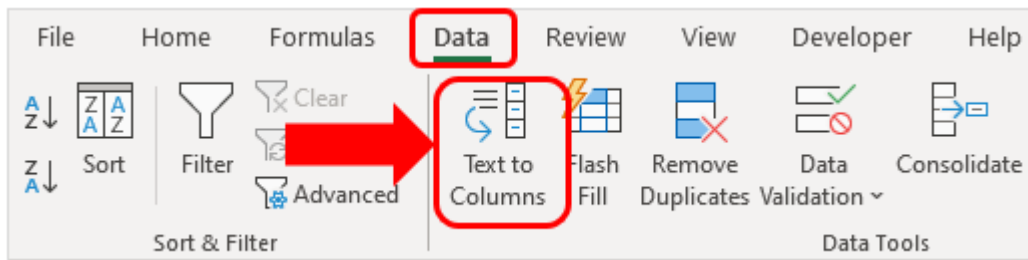 File Home Formulas Data Review View Developer Help
A
Z
Z
A
Z A
A Z
Sort
Filter
Clear
Advanced
Text to
Columns
Flash
Fill
Remove
Duplicates
Data
Validation
Consolidate
Sort & Filter
Data Tools